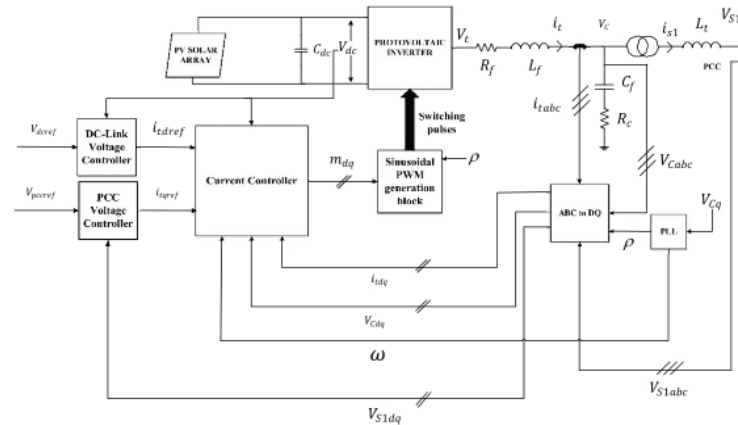 PV SOLAR
ARRAY
C_dc
V_dc
PHOTOVOLTAIC
INVERTER
V_t
R_f
L_f
i_t
v_c
i_s1
L_t
V_S1
PCC
C_f
R_c
i_tabc
V_Cabc
Switching
pulses
V_dcref
DC-Link
Voltage
Controller
i_tdref
Current Controller
m_dq
Sinusoidal
PWM
generation
block
ρ
V_pccref
PCC
Voltage
Controller
i_tqref
ABC to DQ
ρ
PLL
V_Cq
i_tdq
V_Cdq
ω
V_S1dq
V_S1abc